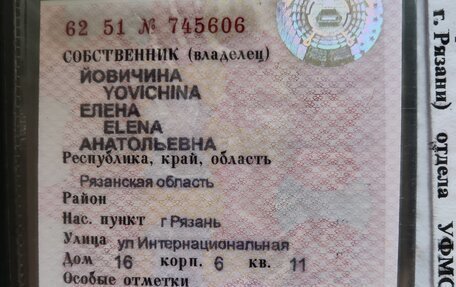 62 51 № 745606
СОБСТВЕННИК (владелец)
ЙОВИЧИНА
YOVICHINA
ЕЛЕНА
ELENA
АНАТОЛЬЕВНА
Республика, край, область
Рязанская область
Район
Нас. пункт г Рязань
Улица ул Интернациональная
Дом 16 корп. 6 кв. 11
Особые отметки
г. Рязани) отдела УФМС